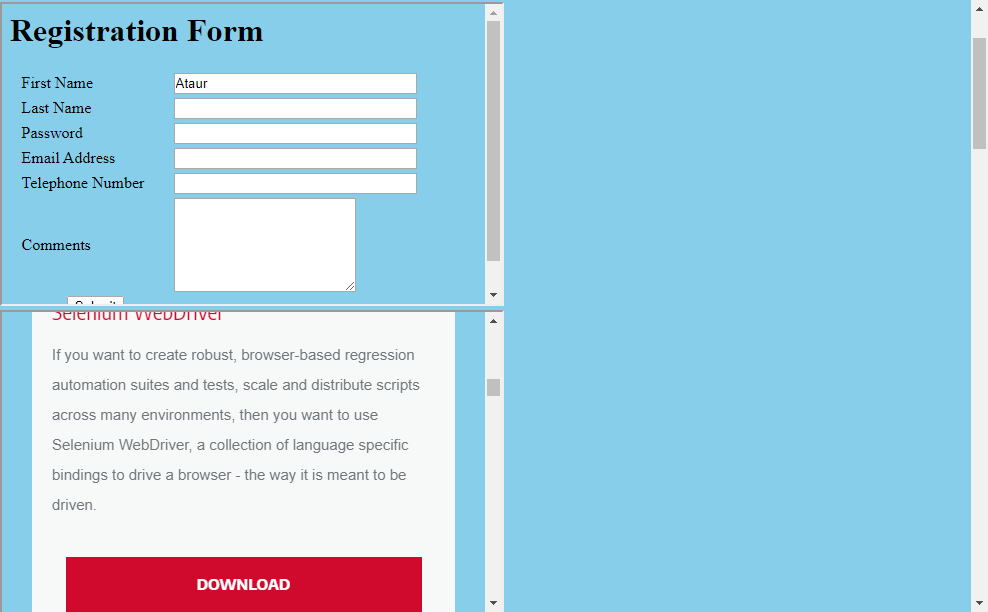 Registration Form
First Name Ataur
Last Name
Password
Email Address
Telephone Number
Comments
Submit
Selenium WebDriver
If you want to create robust, browser-based regression
automation suites and tests, scale and distribute scripts
across many environments, then you want to use
Selenium WebDriver, a collection of language specific
bindings to drive a browser - the way it is meant to be
driven.
DOWNLOAD